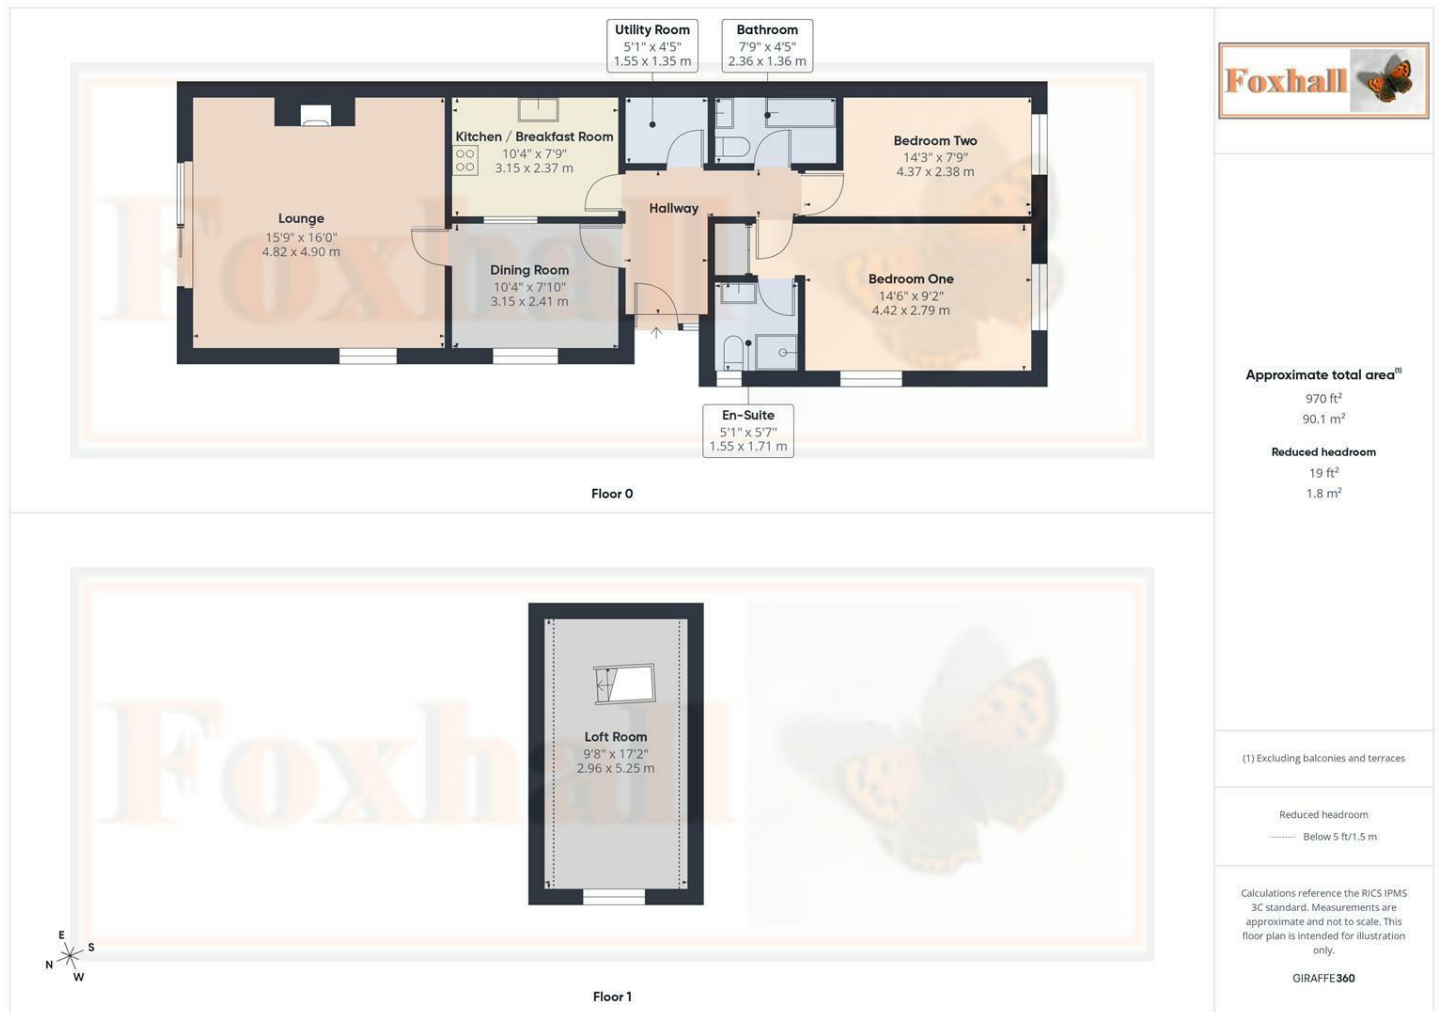 Utility Room
5'1" x 4'5"
1.55 x 1.35 m
Bathroom
7'9" x 4'5"
2.36 x 1.36 m
Kitchen / Breakfast Room
10'4" x 7'9"
3.15 x 2.37 m
Bedroom Two
14'3" x 7'9"
4.37 x 2.38 m
Lounge
15'9" x 16'0"
4.82 x 4.90 m
Hallway
Dining Room
10'4" x 7'10"
3.15 x 2.41 m
Bedroom One
14'6" x 9'2"
4.42 x 2.79 m
En-Suite
5'1" x 5'7"
1.55 x 1.71 m
Foxhall
Floor 0
Loft Room
9'8" x 17'2"
2.96 x 5.25 m
Foxhall
E
S
N
W
Floor 1
Foxhall
Approximate total area⁽¹⁾
970 ft²
90.1 m²
Reduced headroom
19 ft²
1.8 m²
(1) Excluding balconies and terraces
Reduced headroom
Below 5 ft/1.5 m
Calculations reference the RICS IPMS
3C standard. Measurements are
approximate and not to scale. This
floor plan is intended for illustration
only.
GIRAFFE360